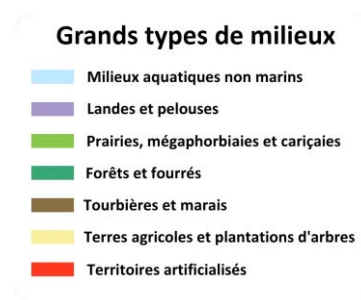 Grands types de milieux
Milieux aquatiques non marins
Landes et pelouses
Prairies, mégaphorbiaies et cariçaies
Forêts et fourrés
Tourbières et marais
Terres agricoles et plantations d'arbres
Territoires artificialisés